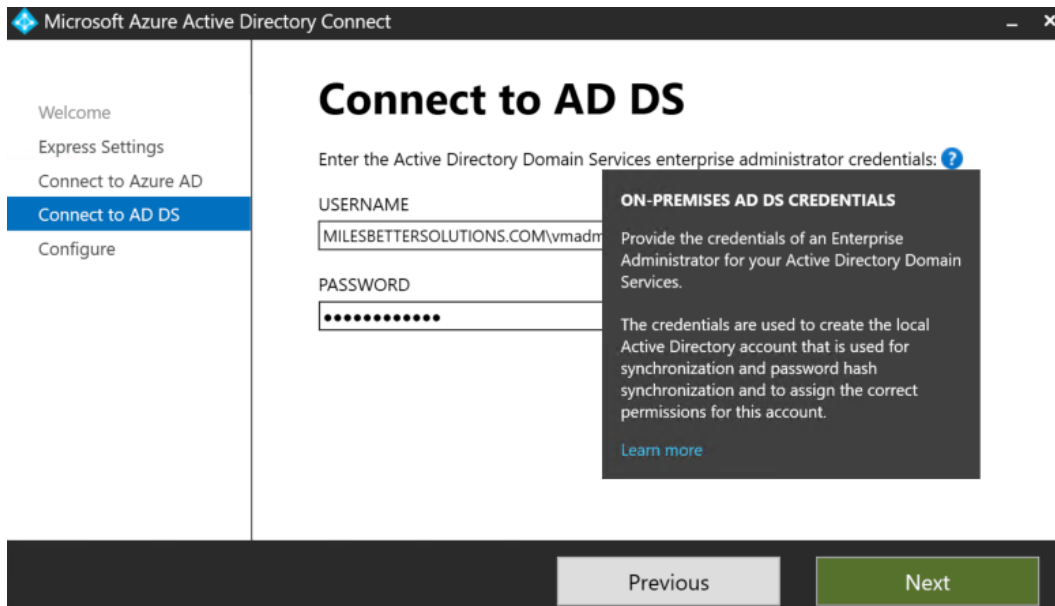 Microsoft Azure Active Directory Connect
Welcome
Express Settings
Connect to Azure AD
Connect to AD DS
Configure
Connect to AD DS
Enter the Active Directory Domain Services enterprise administrator credentials: ?
USERNAME
MILESBETTERSOLUTIONS.COM\vmadm
PASSWORD
••••••••••••
ON-PREMISES AD DS CREDENTIALS
Provide the credentials of an Enterprise
Administrator for your Active Directory Domain
Services.
The credentials are used to create the local
Active Directory account that is used for
synchronization and password hash
synchronization and to assign the correct
permissions for this account.
Learn more
Previous
Next